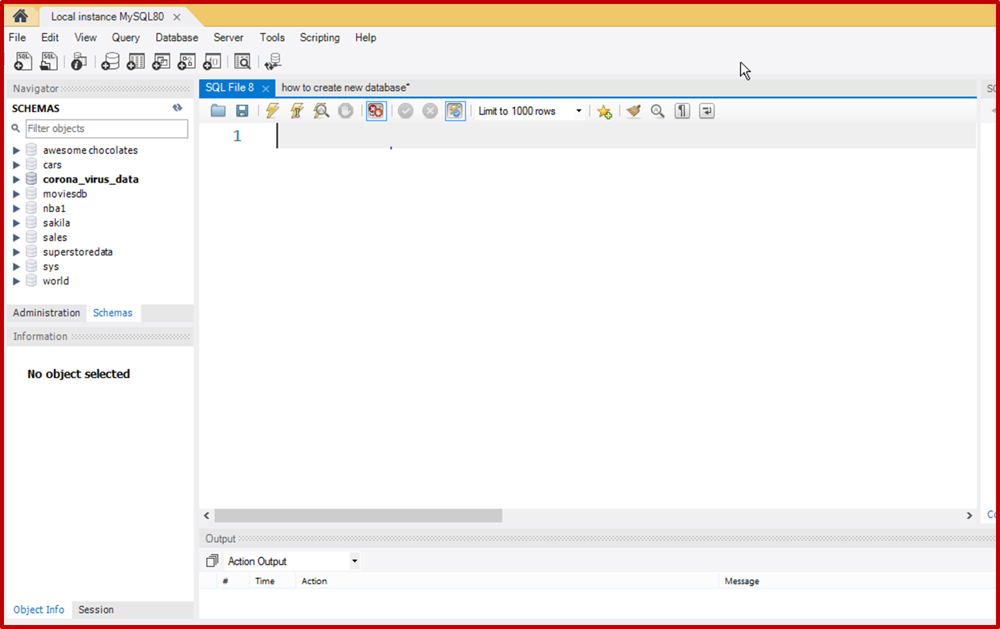 Local instance MySQL80
File Edit View Query Database Server Tools Scripting Help
SQL SQL
Navigator
SCHEMAS
Filter objects
awesome chocolates
cars
corona_virus_data
moviesdb
nba1
sakila
sales
superstoredata
sys
world
Administration Schemas
Information
No object selected
Object Info Session
SQL File 8 how to create new database*
Limit to 1000 rows
1
Output
Action Output
# Time Action Message